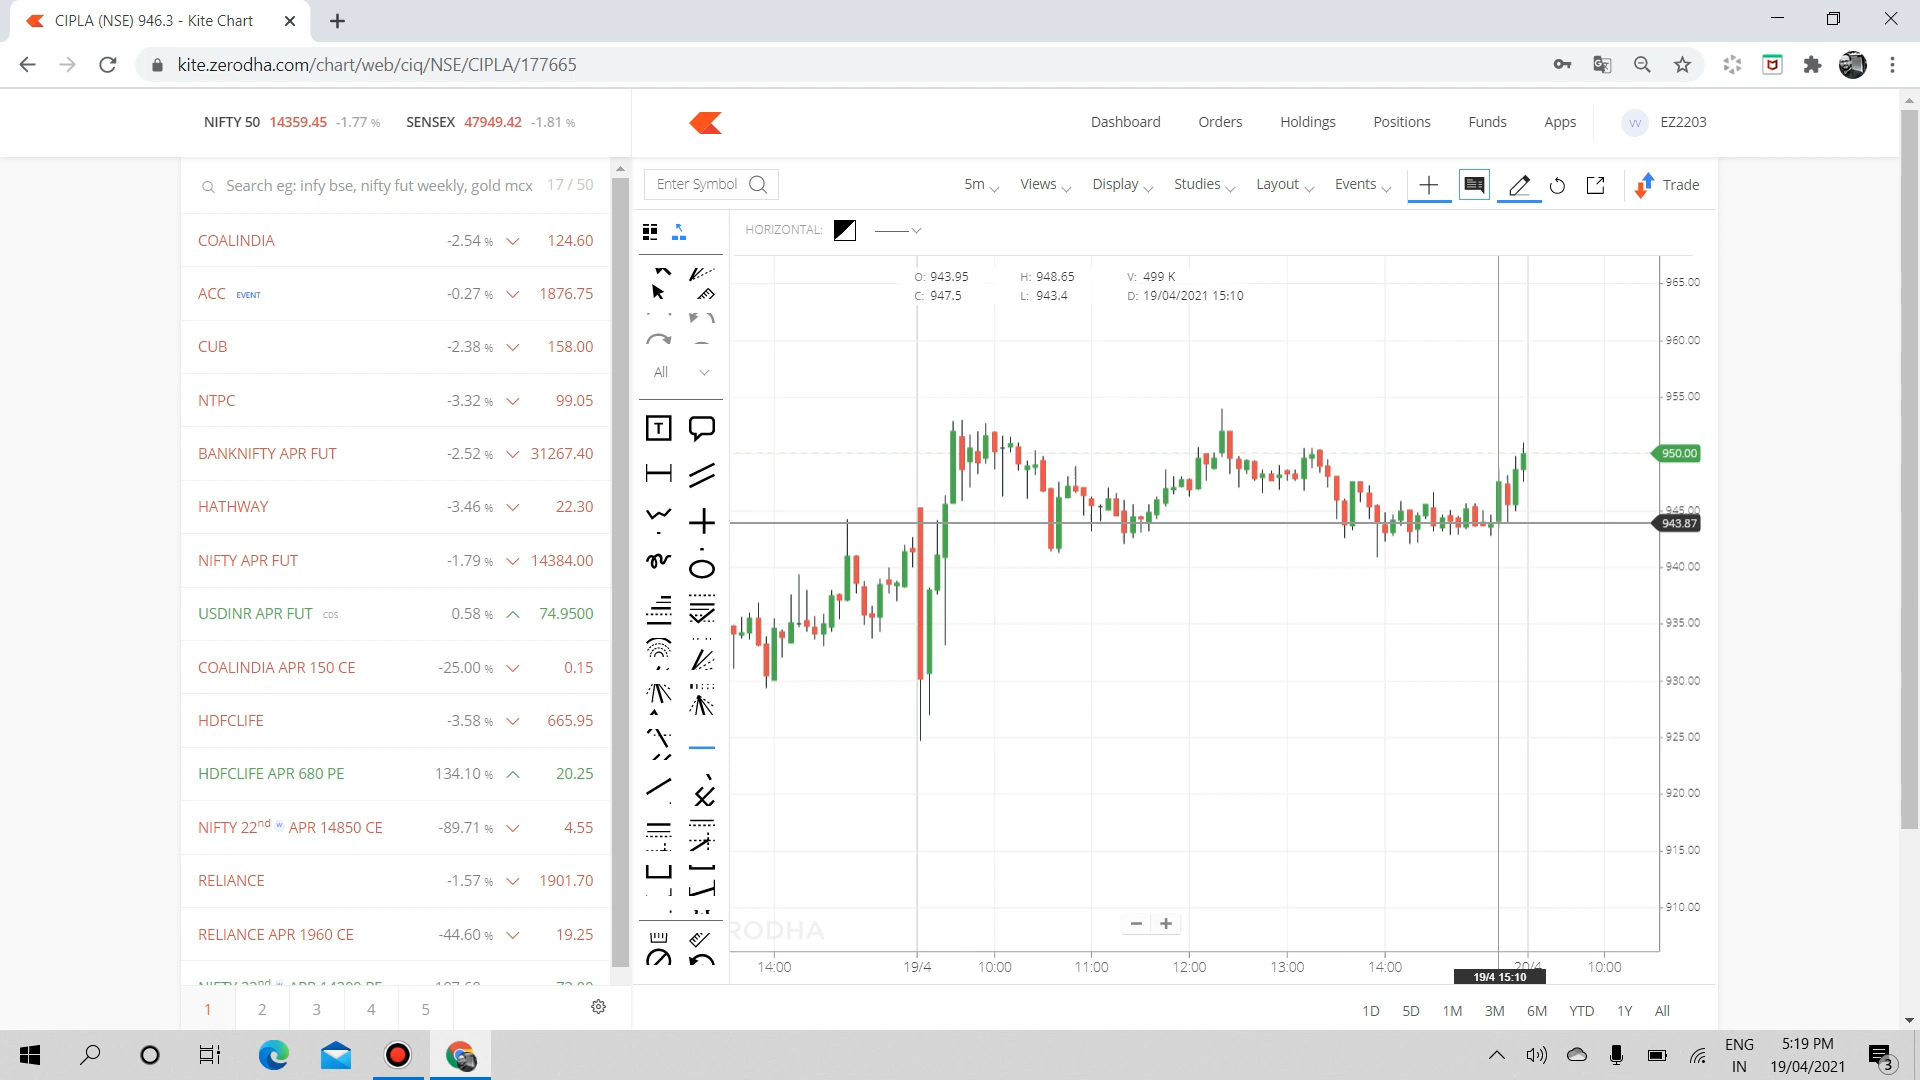 CIPLA (NSE) 946.3 - Kite Chart
kite.zerodha.com/chart/web/ciq/NSE/CIPLA/177665
NIFTY 50 14359.45 -1.77 % SENSEX 47949.42 -1.81 %
Dashboard Orders Holdings Positions Funds Apps VV EZ2203
Search eg: infy bse, nifty fut weekly, gold mcx 17 / 50
COALINDIA -2.54 % 124.60
ACC EVENT -0.27 % 1876.75
CUB -2.38 % 158.00
NTPC -3.32 % 99.05
BANKNIFTY APR FUT -2.52 % 31267.40
HATHWAY -3.46 % 22.30
NIFTY APR FUT -1.79 % 14384.00
USDINR APR FUT CDS 0.58 % 74.9500
COALINDIA APR 150 CE -25.00 % 0.15
HDFCLIFE -3.58 % 665.95
HDFCLIFE APR 680 PE 134.10 % 20.25
NIFTY 22nd w APR 14850 CE -89.71 % 4.55
RELIANCE -1.57 % 1901.70
RELIANCE APR 1960 CE -44.60 % 19.25
1 2 3 4 5
Enter Symbol 5m Views Display Studies Layout Events Trade
HORIZONTAL:
O: 943.95 H: 948.65 V: 499 K
C: 947.5 L: 943.4 D: 19/04/2021 15:10
All
T
965.00
960.00
955.00
950.00
945.00
943.87
940.00
935.00
930.00
925.00
920.00
915.00
910.00
RODHA
14:00 19/4 10:00 11:00 12:00 13:00 14:00 20/4 10:00
19/4 15:10
1D 5D 1M 3M 6M YTD 1Y All
ENG
IN
5:19 PM
19/04/2021
3